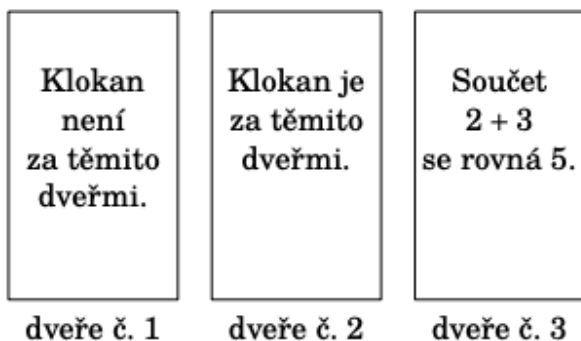 Klokan
není
za těmito
dveřmi.
Klokan je
za těmito
dveřmi.
Součet
2 + 3
se rovná 5.
dveře č. 1
dveře č. 2
dveře č. 3